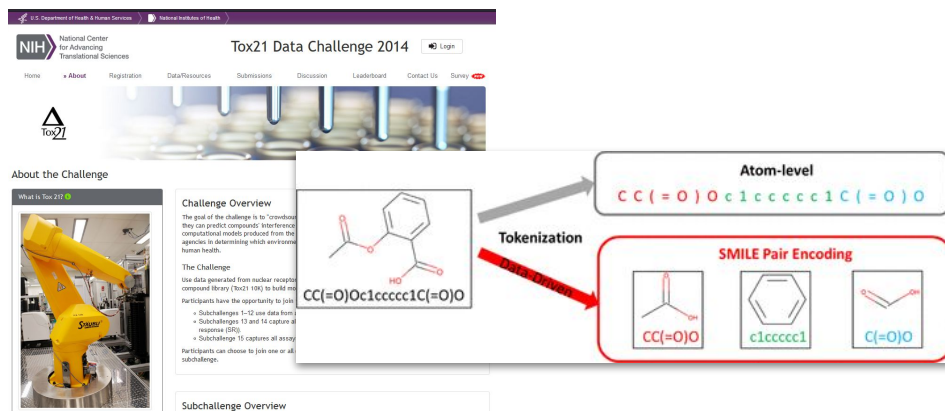 U.S. Department of Health & Human Services
National Institutes of Health
NIH
National Center
for Advancing
Translational Sciences
Tox21 Data Challenge 2014
Login
Home
» About
Registration
Data/Resources
Submissions
Discussion
Leaderboard
Contact Us
Survey
Tox21
About the Challenge
What is Tox 21?
STÄUBLI
Challenge Overview
The goal of the challenge is to "crowdsour
they can predict compounds' interference
computational models produced from the
agencies in determining which environme
human health.
The Challenge
Use data generated from nuclear receptor
compound library (Tox21 10K) to build mo
Participants have the opportunity to join
Subchallenges 1–12 use data from
Subchallenges 13 and 14 capture al
response (SR)).
Subchallenge 15 captures all assay
Participants can choose to join one or all
subchallenge.
Subchallenge Overview
O
O
HO
O
CC(=O)Oc1ccccc1C(=O)O
Tokenization
Data-Driven
Atom-level
C C ( = O ) O c 1 c c c c c 1 C ( = O ) O
SMILE Pair Encoding
O
OH
CC(=O)O
c1ccccc1
O
OH
C(=O)O